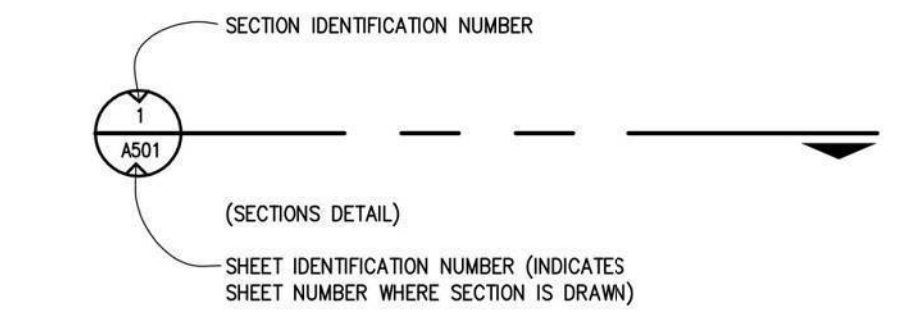 SECTION IDENTIFICATION NUMBER
1
A501
(SECTIONS DETAIL)
SHEET IDENTIFICATION NUMBER (INDICATES
SHEET NUMBER WHERE SECTION IS DRAWN)